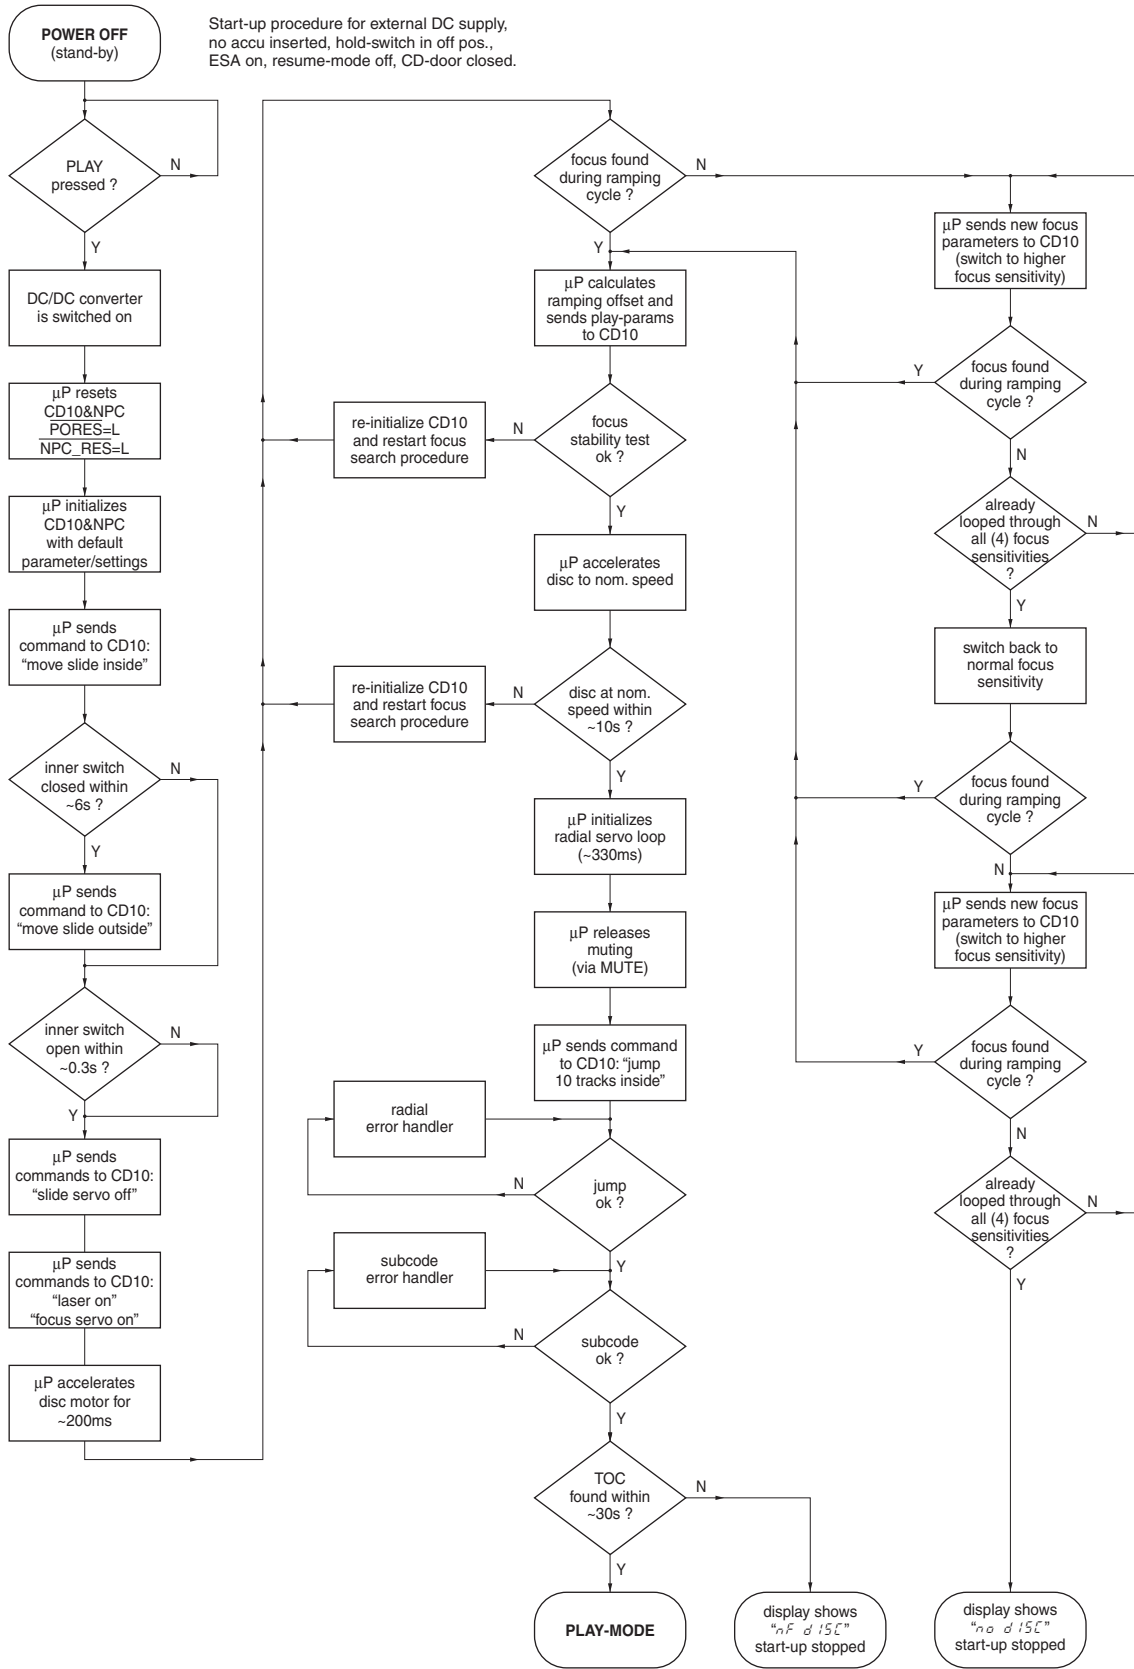 POWER OFF
(stand-by)
Start-up procedure for external DC supply,
no accu inserted, hold-switch in off pos.,
ESA on, resume-mode off, CD-door closed.
PLAY
pressed ?
N
Y
DC/DC converter
is switched on
µP resets
CD10&NPC
PORES=L
NPC_RES=L
µP initializes
CD10&NPC
with default
parameter/settings
µP sends
command to CD10:
“move slide inside”
inner switch
closed within
~6s ?
N
Y
µP sends
command to CD10:
“move slide outside”
inner switch
open within
~0.3s ?
N
Y
µP sends
commands to CD10:
“slide servo off”
µP sends
commands to CD10:
“laser on”
“focus servo on”
µP accelerates
disc motor for
~200ms
focus found
during ramping
cycle ?
N
Y
µP calculates
ramping offset and
sends play-params
to CD10
focus
stability test
ok ?
N
re-initialize CD10
and restart focus
search procedure
Y
µP accelerates
disc to nom. speed
disc at nom.
speed within
~10s ?
N
re-initialize CD10
and restart focus
search procedure
Y
µP initializes
radial servo loop
(~330ms)
µP releases
muting
(via MUTE)
µP sends command
to CD10: “jump
10 tracks inside”
radial
error handler
jump
ok ?
N
Y
subcode
error handler
subcode
ok ?
N
Y
TOC
found within
~30s ?
N
Y
PLAY-MODE
display shows
“nF dISC”
start-up stopped
µP sends new focus
parameters to CD10
(switch to higher
focus sensitivity)
focus found
during ramping
cycle ?
Y
N
already
looped through
all (4) focus
sensitivities
?
N
Y
switch back to
normal focus
sensitivity
focus found
during ramping
cycle ?
Y
N
µP sends new focus
parameters to CD10
(switch to higher
focus sensitivity)
focus found
during ramping
cycle ?
Y
N
already
looped through
all (4) focus
sensitivities
?
N
Y
display shows
“no dISC”
start-up stopped